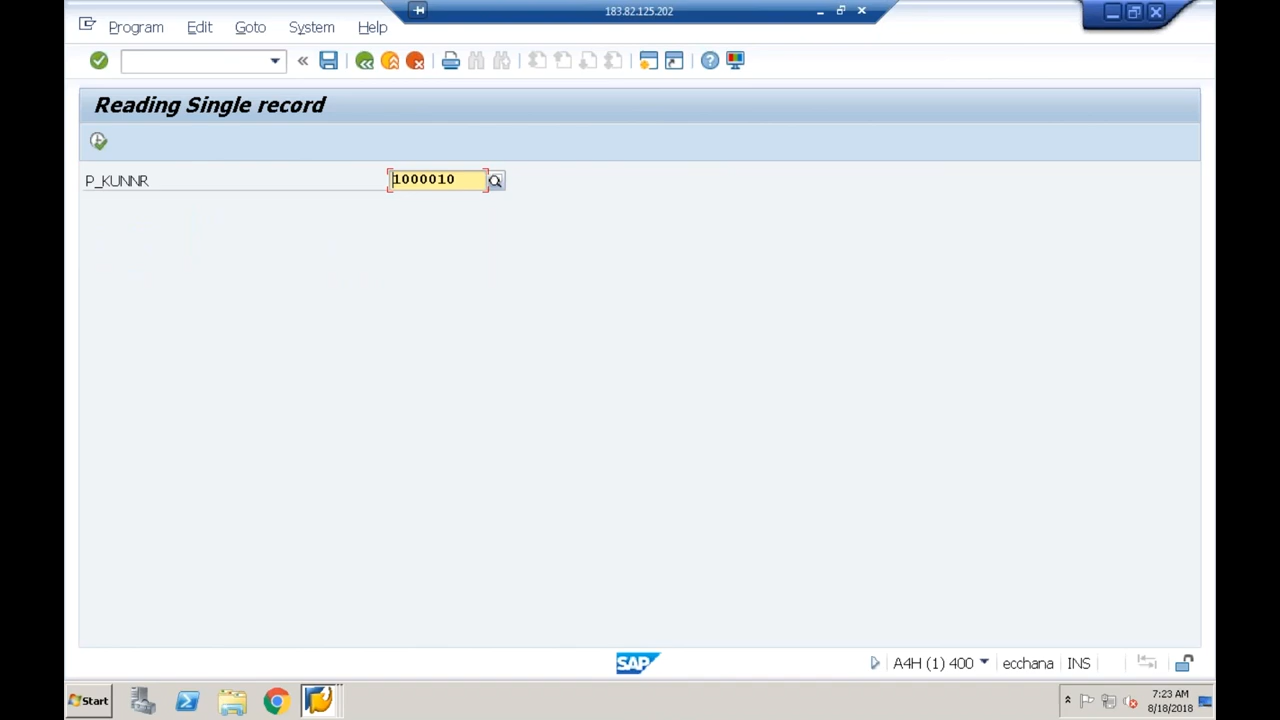 183.82.125.202
Program Edit Goto System Help
Reading Single record
P_KUNNR 1000010
SAP
A4H (1) 400 ecchana INS
Start
7:23 AM
8/18/2018